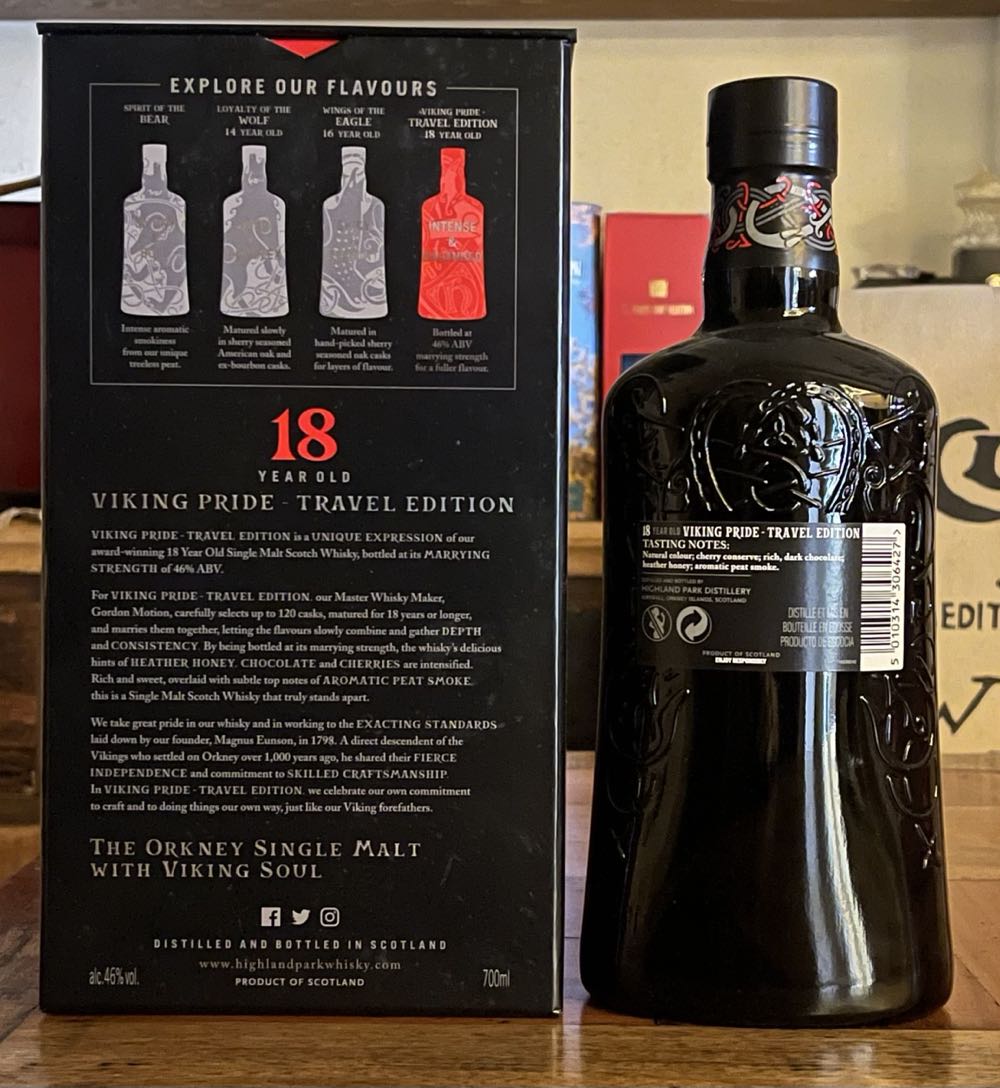 EXPLORE OUR FLAVOURS
SPIRIT OF THE
BEAR
LOYALTY OF THE
WOLF
14 YEAR OLD
WINGS OF THE
EAGLE
16 YEAR OLD
-VIKING PRIDE-
TRAVEL EDITION
18 YEAR OLD
INTENSE
&
Intense aromatic
smokiness
from our unique
treeless peat.
Matured slowly
in sherry seasoned
American oak and
ex-bourbon casks.
Matured in
hand-picked sherry
seasoned oak casks
for layers of flavour.
Bottled at
46% ABV
marrying strength
for a fuller flavour.
18
YEAR OLD
VIKING PRIDE - TRAVEL EDITION
VIKING PRIDE - TRAVEL EDITION is a UNIQUE EXPRESSION of our
award-winning 18 Year Old Single Malt Scotch Whisky, bottled at its MARRYING
STRENGTH of 46% ABV.
For VIKING PRIDE - TRAVEL EDITION, our Master Whisky Maker,
Gordon Motion, carefully selects up to 120 casks, matured for 18 years or longer,
and marries them together, letting the flavours slowly combine and gather DEPTH
and CONSISTENCY. By being bottled at its marrying strength, the whisky's delicious
hints of HEATHER HONEY, CHOCOLATE and CHERRIES are intensified.
Rich and sweet, overlaid with subtle top notes of AROMATIC PEAT SMOKE
this is a Single Malt Scotch Whisky that truly stands apart.
We take great pride in our whisky and in working to the EXACTING STANDARDS
laid down by our founder, Magnus Eunson, in 1798. A direct descendent of the
Vikings who settled on Orkney over 1,000 years ago, he shared their FIERCE
INDEPENDENCE and commitment to SKILLED CRAFTSMANSHIP.
In VIKING PRIDE - TRAVEL EDITION, we celebrate our own commitment
to craft and to doing things our own way, just like our Viking forefathers.
THE ORKNEY SINGLE MALT
WITH VIKING SOUL
DISTILLED AND BOTTLED IN SCOTLAND
www.highlandparkwhisky.com
alc.46%vol.
PRODUCT OF SCOTLAND
700ml
18 YEAR OLD VIKING PRIDE - TRAVEL EDITION
TASTING NOTES:
Natural colour; cherry conserve; rich, dark chocolate;
heather honey; aromatic peat smoke.
DISTILLED AND BOTTLED BY
HIGHLAND PARK DISTILLERY
KIRKWALL, ORKNEY ISLANDS, SCOTLAND
DISTILLÉ ET MIS EN
BOUTEILLE EN ECOSSE
PRODUCTO DE ESCOCIA
PRODUCT OF SCOTLAND
ENJOY RESPONSIBLY
5 010314 306427 >
EDIT